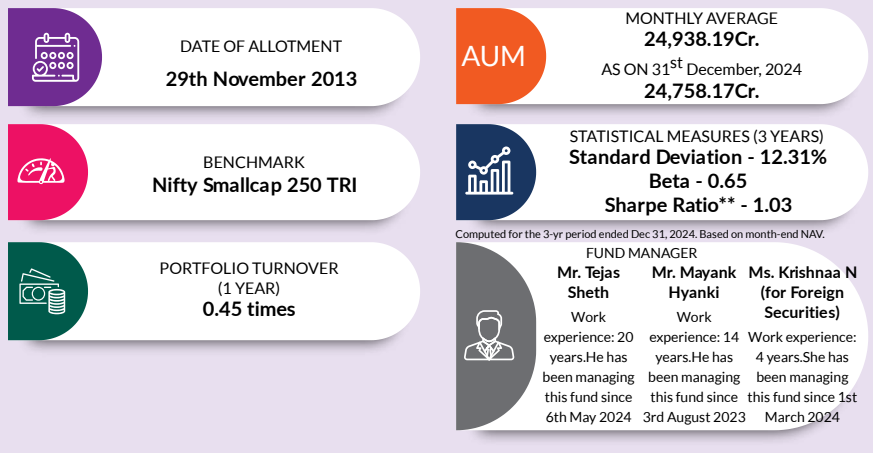 DATE OF ALLOTMENT
29th November 2013
BENCHMARK
Nifty Smallcap 250 TRI
PORTFOLIO TURNOVER
(1 YEAR)
0.45 times
AUM
MONTHLY AVERAGE
24,938.19Cr.
AS ON 31st December, 2024
24,758.17Cr.
STATISTICAL MEASURES (3 YEARS)
Standard Deviation - 12.31%
Beta - 0.65
Sharpe Ratio** - 1.03
Computed for the 3-yr period ended Dec 31, 2024. Based on month-end NAV.
FUND MANAGER
Mr. Tejas
Sheth
Work
experience: 20
years.He has
been managing
this fund since
6th May 2024
Mr. Mayank
Hyanki
Work
experience: 14
years.He has
been managing
this fund since
3rd August 2023
Ms. Krishnaa N
(for Foreign
Securities)
Work experience:
4 years.She has
been managing
this fund since 1st
March 2024